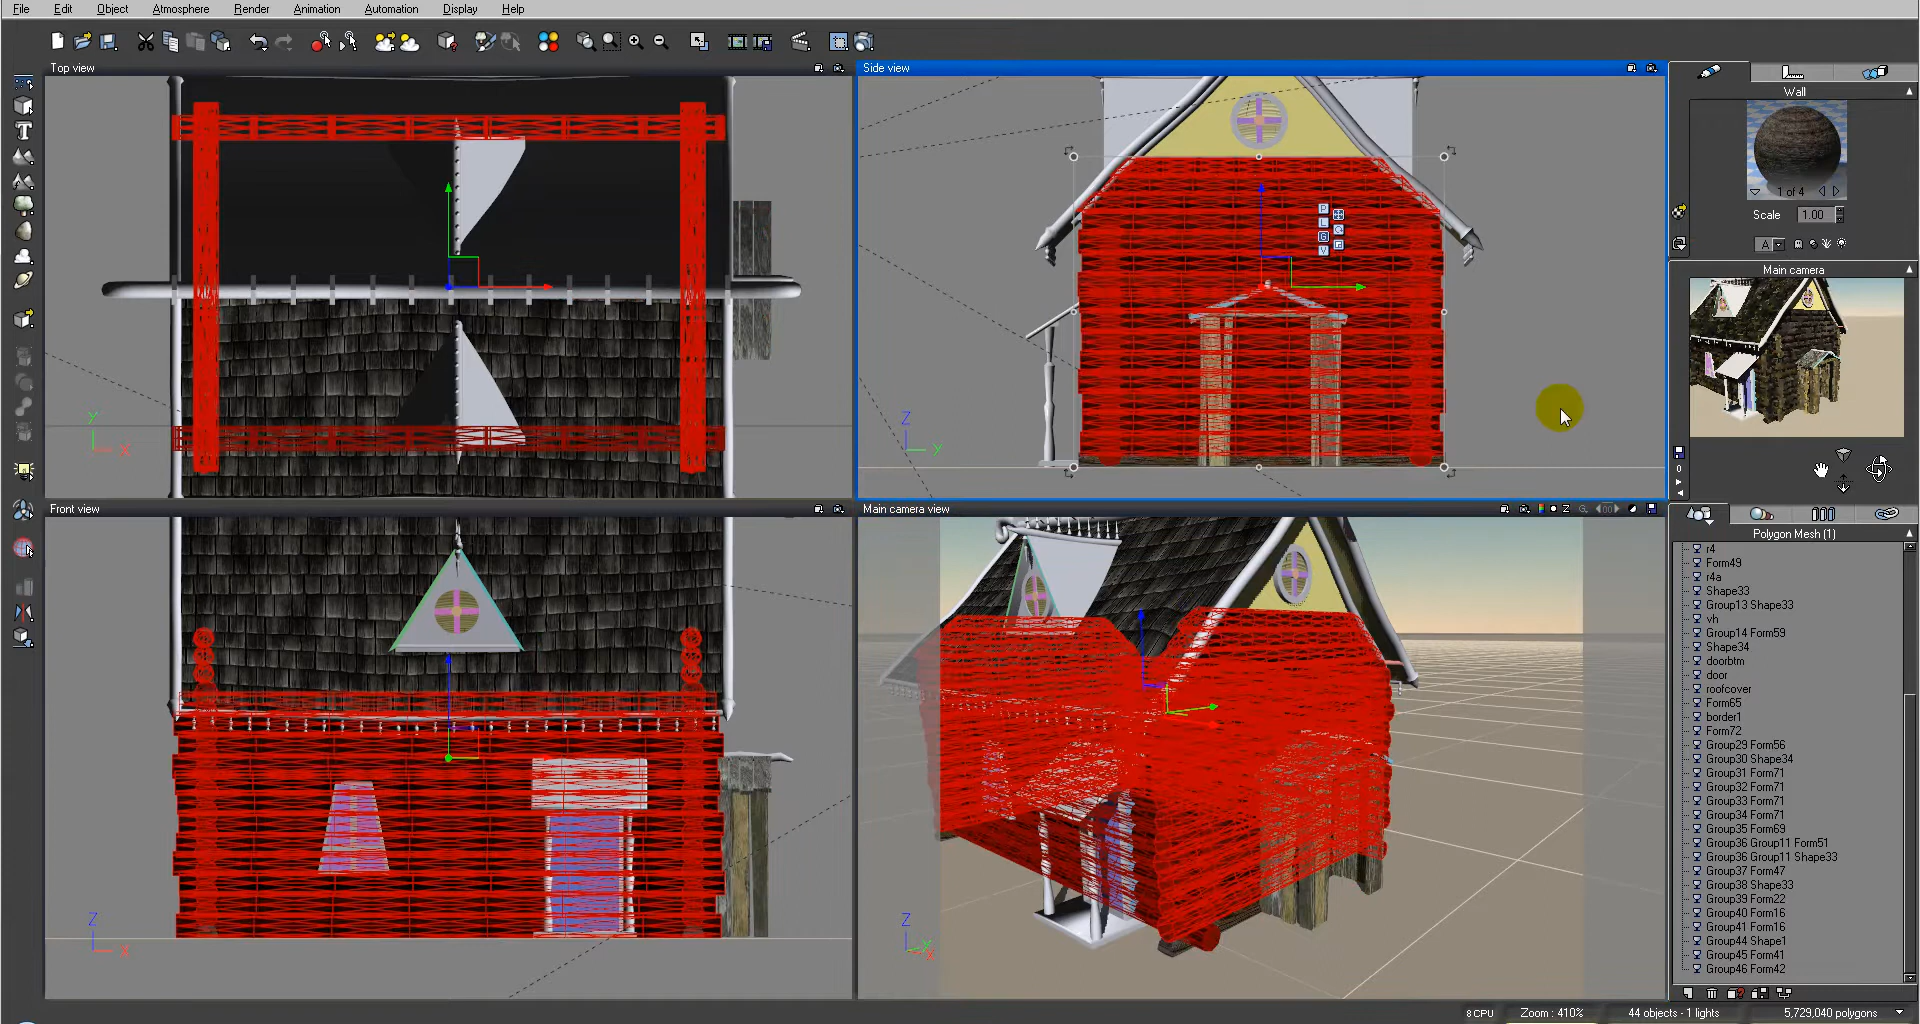 File Edit Object Atmosphere Render Animation Automation Display Help
Top view
Side view
Wall
1 of 4
Scale 1.00
A
Main camera
0
Y
X
Z
Y
P
L
G
V
Front view
Main camera view
Z G
Polygon Mesh (1)
r4
Form49
r4a
Shape33
Group13 Shape33
vh
Group14 Form59
Shape34
doorbtm
door
roofcover
Form65
border1
Form72
Group29 Form56
Group30 Shape34
Group31 Form71
Group32 Form71
Group33 Form71
Group34 Form71
Group35 Form69
Group36 Group11 Form51
Group36 Group11 Shape33
Group37 Form47
Group38 Shape33
Group39 Form22
Group40 Form16
Group41 Form16
Group44 Shape1
Group45 Form41
Group46 Form42
Z
X
Z
Y
X
8 CPU Zoom : 410% 44 objects - 1 lights 5,729,040 polygons